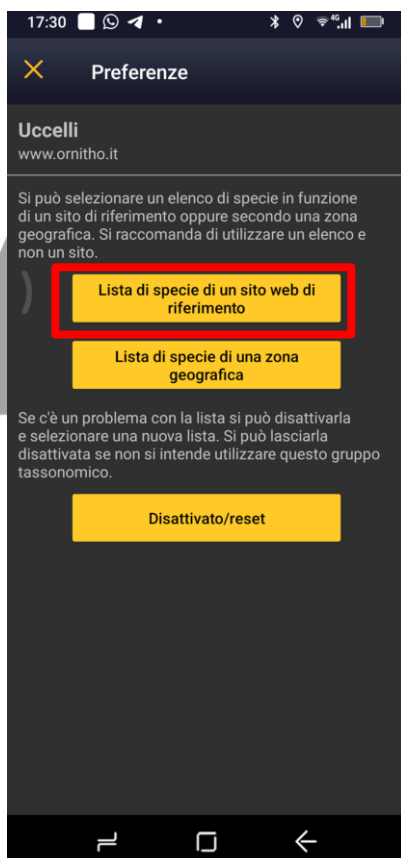 17:30
4G
Preferenze
Uccelli
www.ornitho.it
Si può selezionare un elenco di specie in funzione
di un sito di riferimento oppure secondo una zona
geografica. Si raccomanda di utilizzare un elenco e
non un sito.
Lista di specie di un sito web di
riferimento
Lista di specie di una zona
geografica
Se c'è un problema con la lista si può disattivarla
e selezionare una nuova lista. Si può lasciarla
disattivata se non si intende utilizzare questo gruppo
tassonomico.
Disattivato/reset